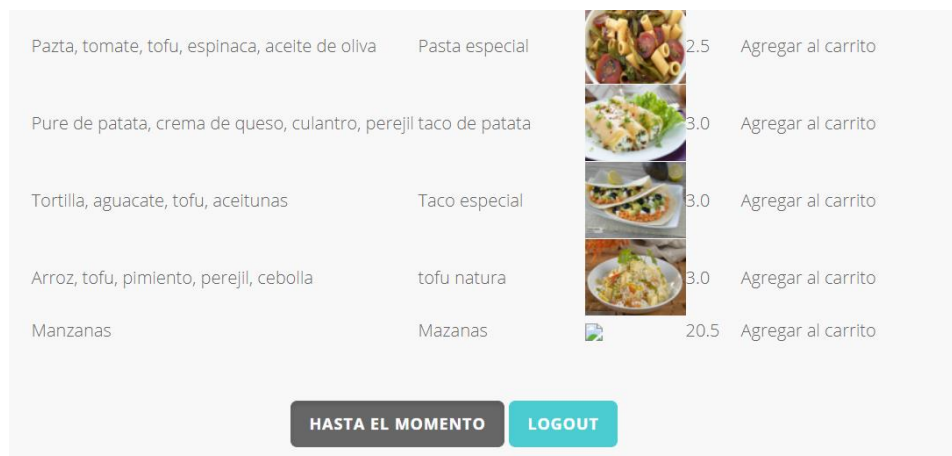 Pazta, tomate, tofu, espinaca, aceite de oliva Pasta especial 2.5 Agregar al carrito
Pure de patata, crema de queso, culantro, perejil taco de patata 3.0 Agregar al carrito
Tortilla, aguacate, tofu, aceitunas Taco especial 3.0 Agregar al carrito
Arroz, tofu, pimiento, perejil, cebolla tofu natura 3.0 Agregar al carrito
Manzanas Mazanas 20.5 Agregar al carrito
HASTA EL MOMENTO LOGOUT